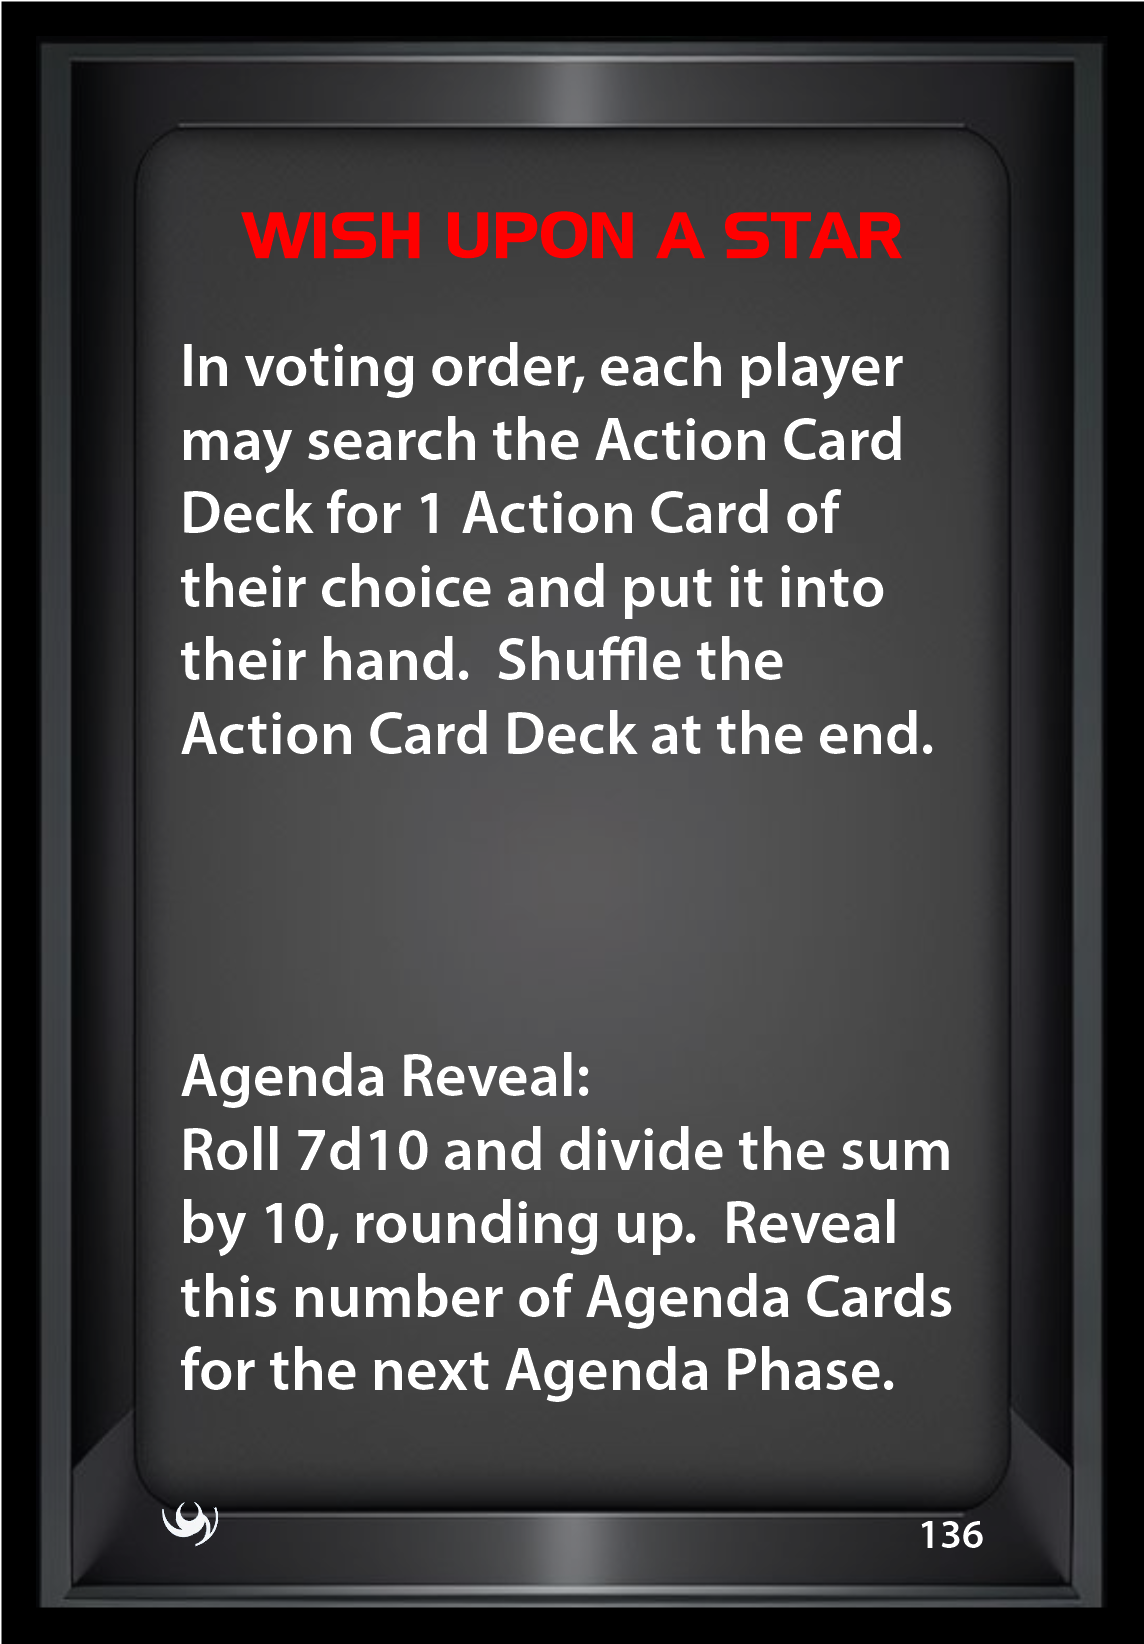 WISH UPON A STAR
In voting order, each player
may search the Action Card
Deck for 1 Action Card of
their choice and put it into
their hand.  Shuffle the
Action Card Deck at the end.
Agenda Reveal:
Roll 7d10 and divide the sum
by 10, rounding up.  Reveal
this number of Agenda Cards
for the next Agenda Phase.
136